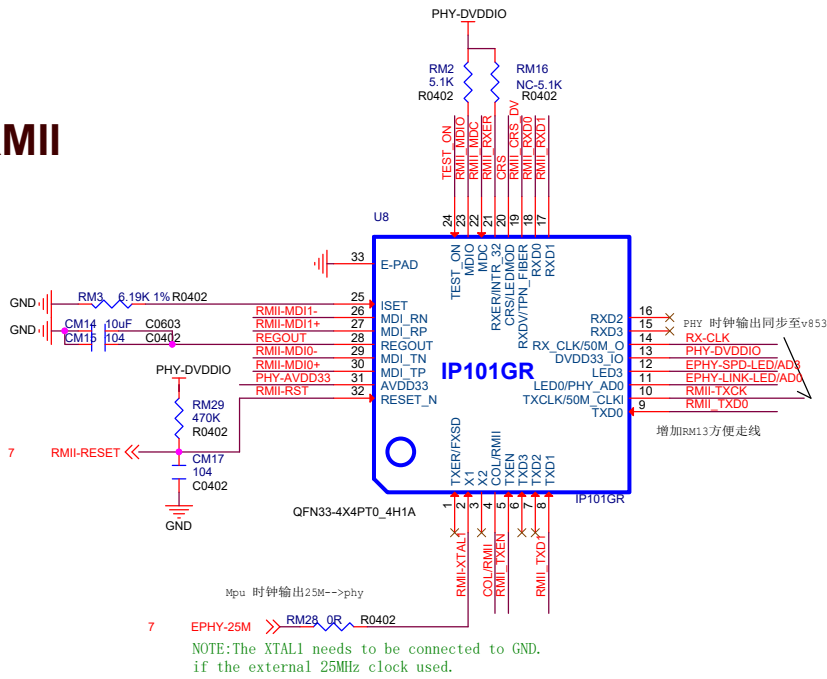 PHY-DVDDIO
RM2
5.1K
R0402
RM16
NC-5.1K
R0402
MII
TEST_ON
RMII_MDIO
RMII_MDC
RMII_RXER
CRS
RMII_CRS_DV
RMII_RXD0
RMII_RXD1
U8
24
23
22
21
20
19
18
17
33
E-PAD
TEST_ON
MDIO
MDC
RXER/INTR_32
CRS/LEDMOD
RXDV/TPN_FIBER
RXD0
RXD1
GND
RM3 6.19K 1% R0402
25
ISET
RMII-MDI1-
26
MDI_RN
GND
CM14 10uF C0603
RMII-MDI1+
27
MDI_RP
CM15 104 C0402
REGOUT
28
REGOUT
RMII-MDI0-
29
MDI_TN
RMII-MDI0+
30
MDI_TP
PHY-AVDD33
31
AVDD33
RMII-RST
32
RESET_N
IP101GR
RXD2
16
RXD3
15
PHY 时钟输出同步至v853
RX_CLK/50M_O
14
RX-CLK
DVDD33_IO
13
PHY-DVDDIO
LED3
12
EPHY-SPD-LED/AD3
LED0/PHY_AD0
11
EPHY-LINK-LED/AD0
TXCLK/50M_CLKI
10
RMII-TXCK
TXD0
9
RMII_TXD0
增加RM13方便走线
PHY-DVDDIO
RM29
470K
R0402
7 RMII-RESET
CM17
104
C0402
GND
TXER/FXSD
X1
X2
COL/RMII
TXEN
TXD3
TXD2
TXD1
IP101GR
QFN33-4X4PT0_4H1A
1
2
3
4
5
6
7
8
RMII-XTAL1
COL/RMII
RMII_TXEN
RMII_TXD1
Mpu 时钟输出25M-->phy
7 EPHY-25M RM28 0R R0402
NOTE:The XTAL1 needs to be connected to GND.
if the external 25MHz clock used.